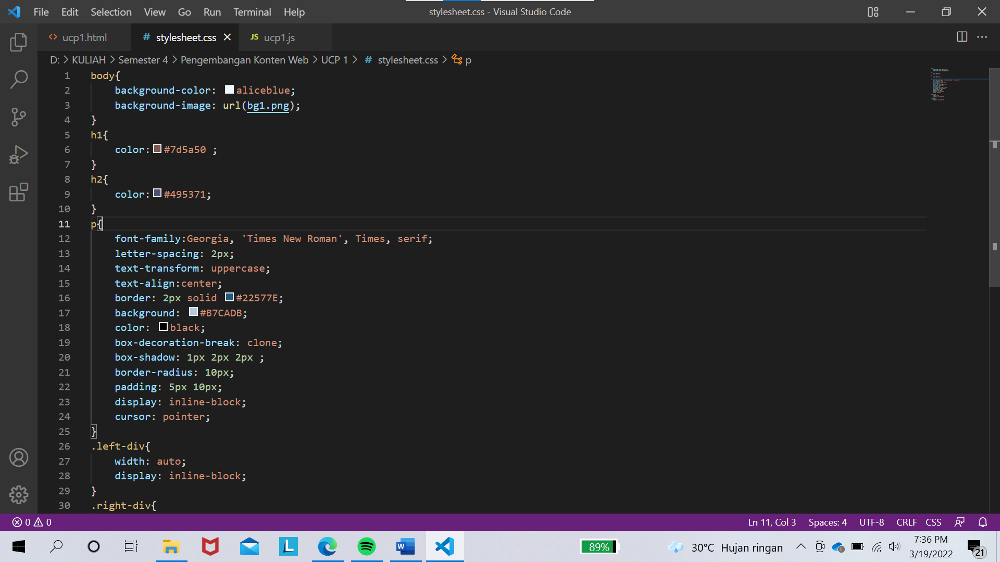 File Edit Selection View Go Run Terminal Help stylesheet.css - Visual Studio Code
<> ucp1.html # stylesheet.css JS ucp1.js
D: > KULIAH > Semester 4 > Pengembangan Konten Web > UCP 1 > # stylesheet.css > p
1 body{
2 background-color: aliceblue;
3 background-image: url(bg1.png);
4 }
5 h1{
6 color: #7d5a50 ;
7 }
8 h2{
9 color: #495371;
10 }
11 p{
12 font-family:Georgia, 'Times New Roman', Times, serif;
13 letter-spacing: 2px;
14 text-transform: uppercase;
15 text-align:center;
16 border: 2px solid #22577E;
17 background: #B7CADB;
18 color: black;
19 box-decoration-break: clone;
20 box-shadow: 1px 2px 2px ;
21 border-radius: 10px;
22 padding: 5px 10px;
23 display: inline-block;
24 cursor: pointer;
25 }
26 .left-div{
27 width: auto;
28 display: inline-block;
29 }
30 .right-div{
0 0 Ln 11, Col 3 Spaces: 4 UTF-8 CRLF CSS
L W 89% 30°C Hujan ringan 7:36 PM
3/19/2022 21